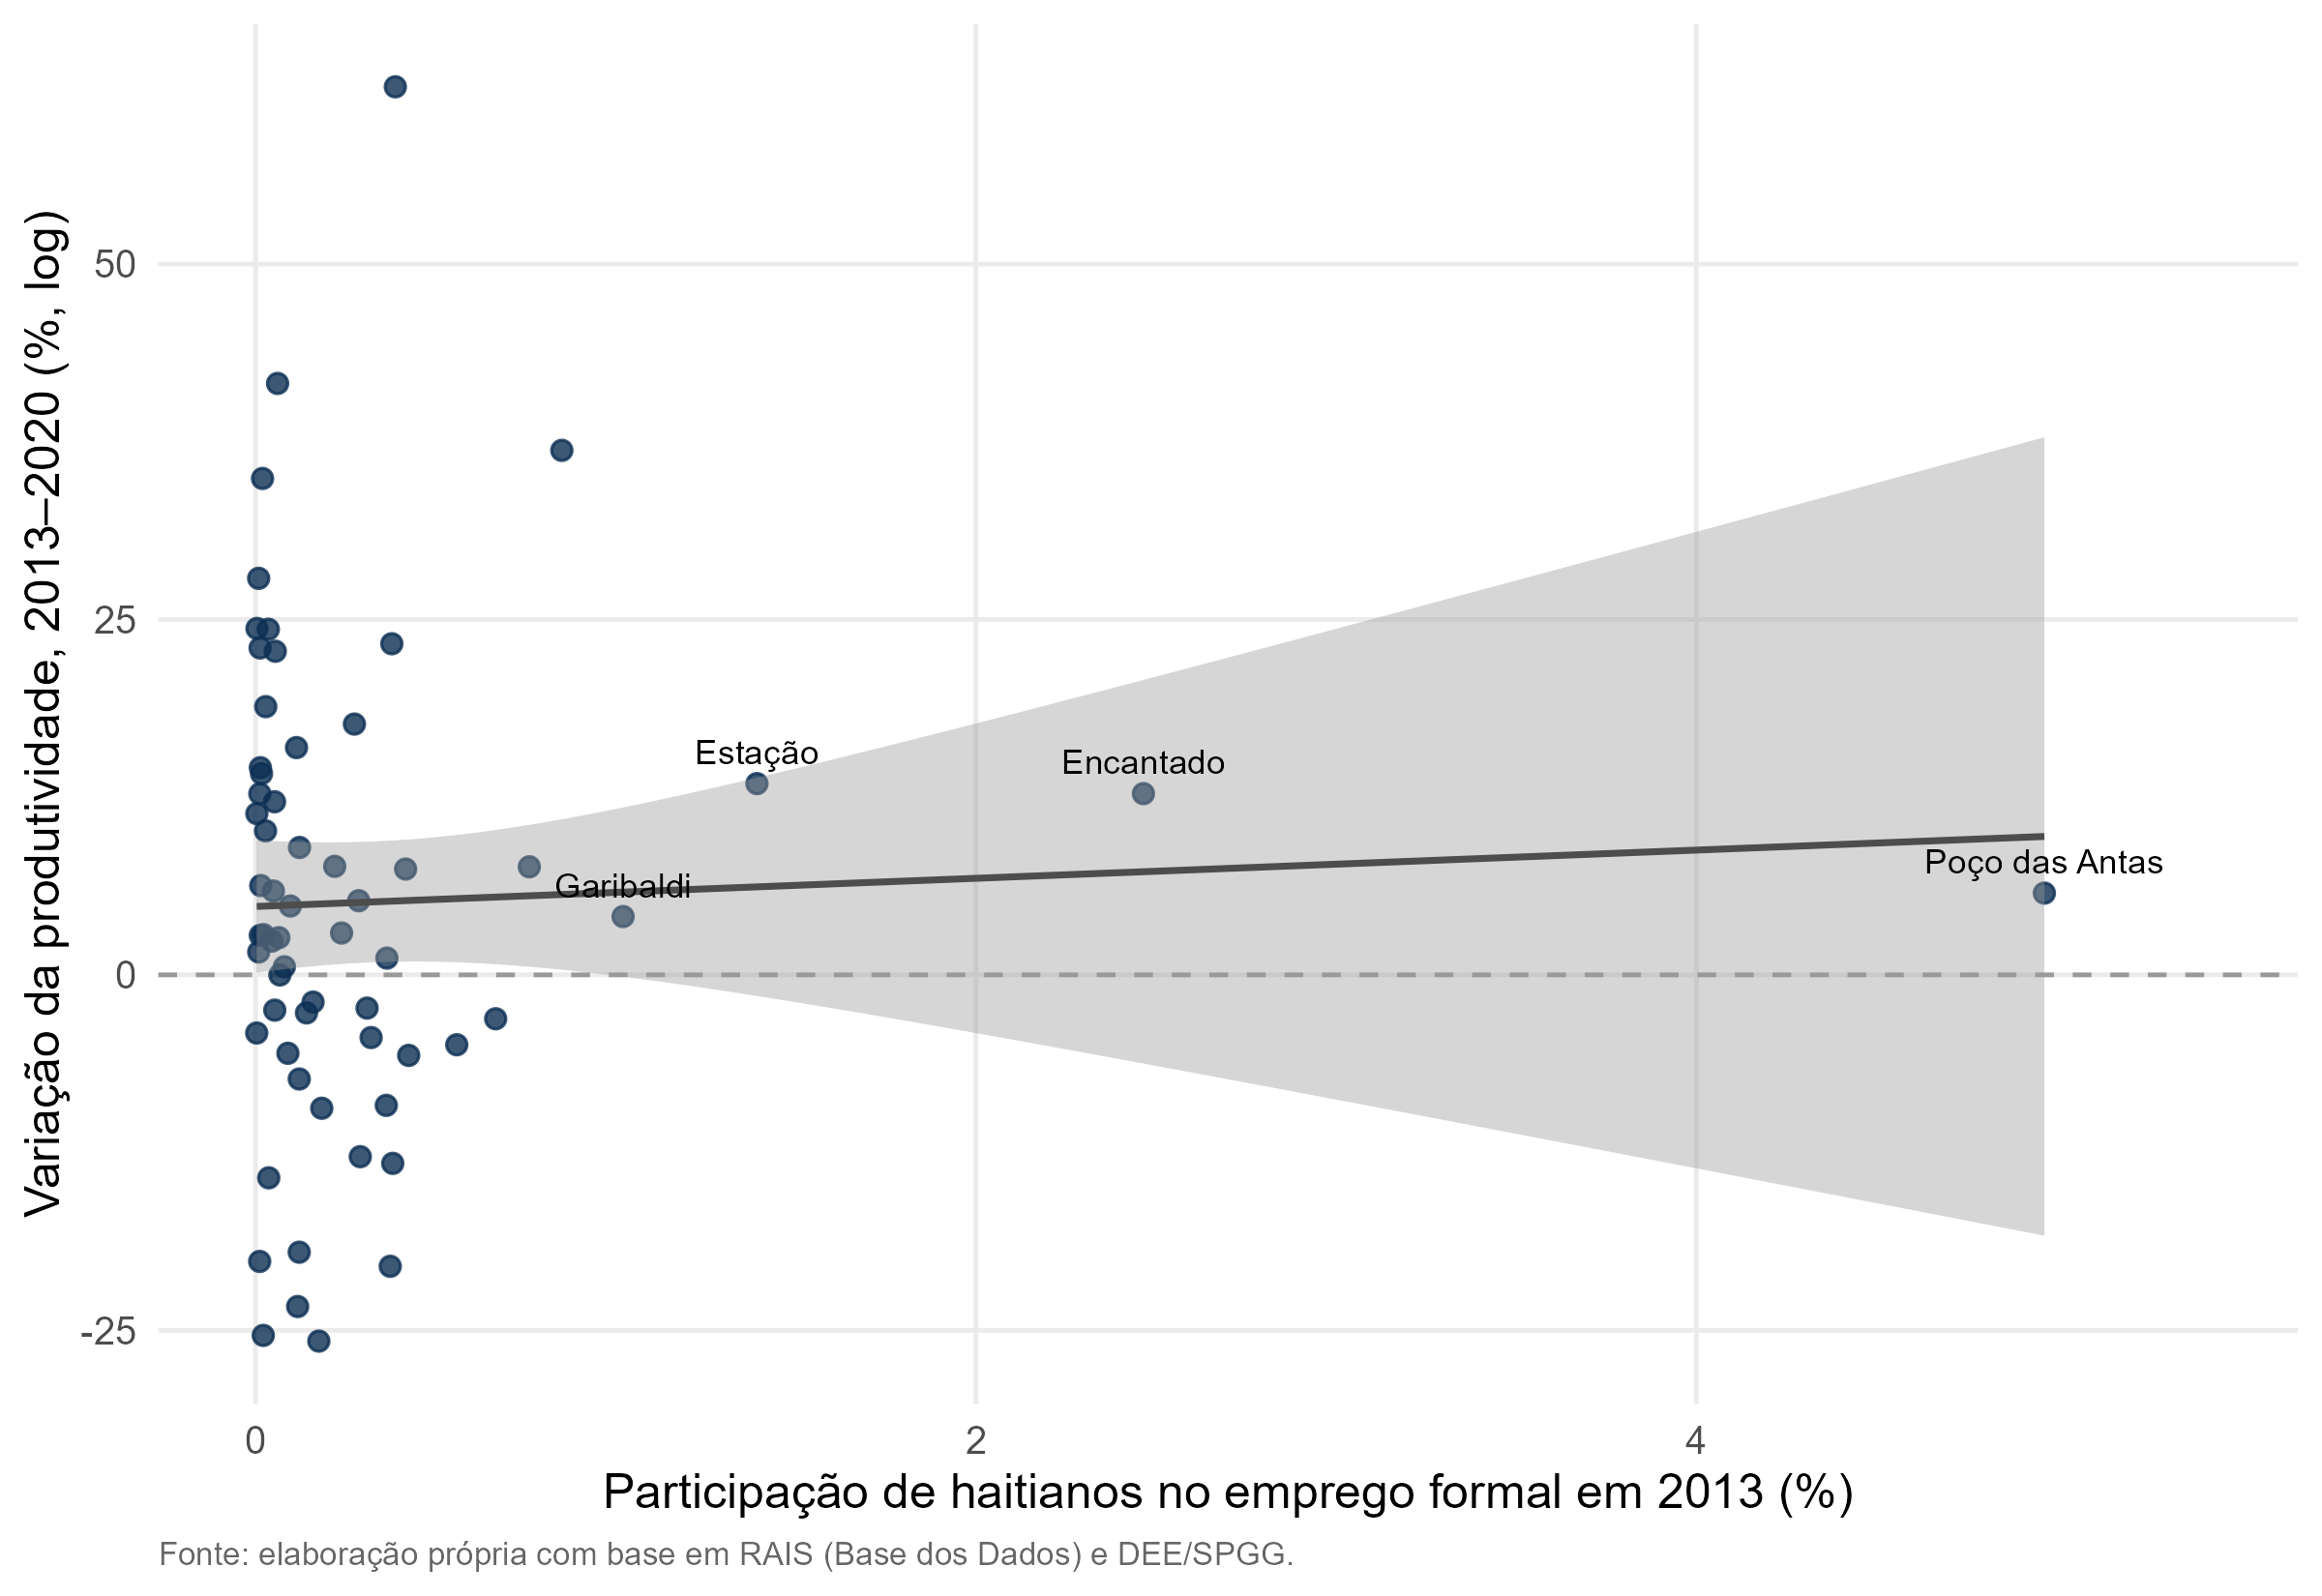 Variação da produtividade, 2013–2020 (%, log)
50
25
0
-25
Estação
Encantado
Garibaldi
Poço das Antas
0
2
4
Participação de haitianos no emprego formal em 2013 (%)
Fonte: elaboração própria com base em RAIS (Base dos Dados) e DEE/SPGG.